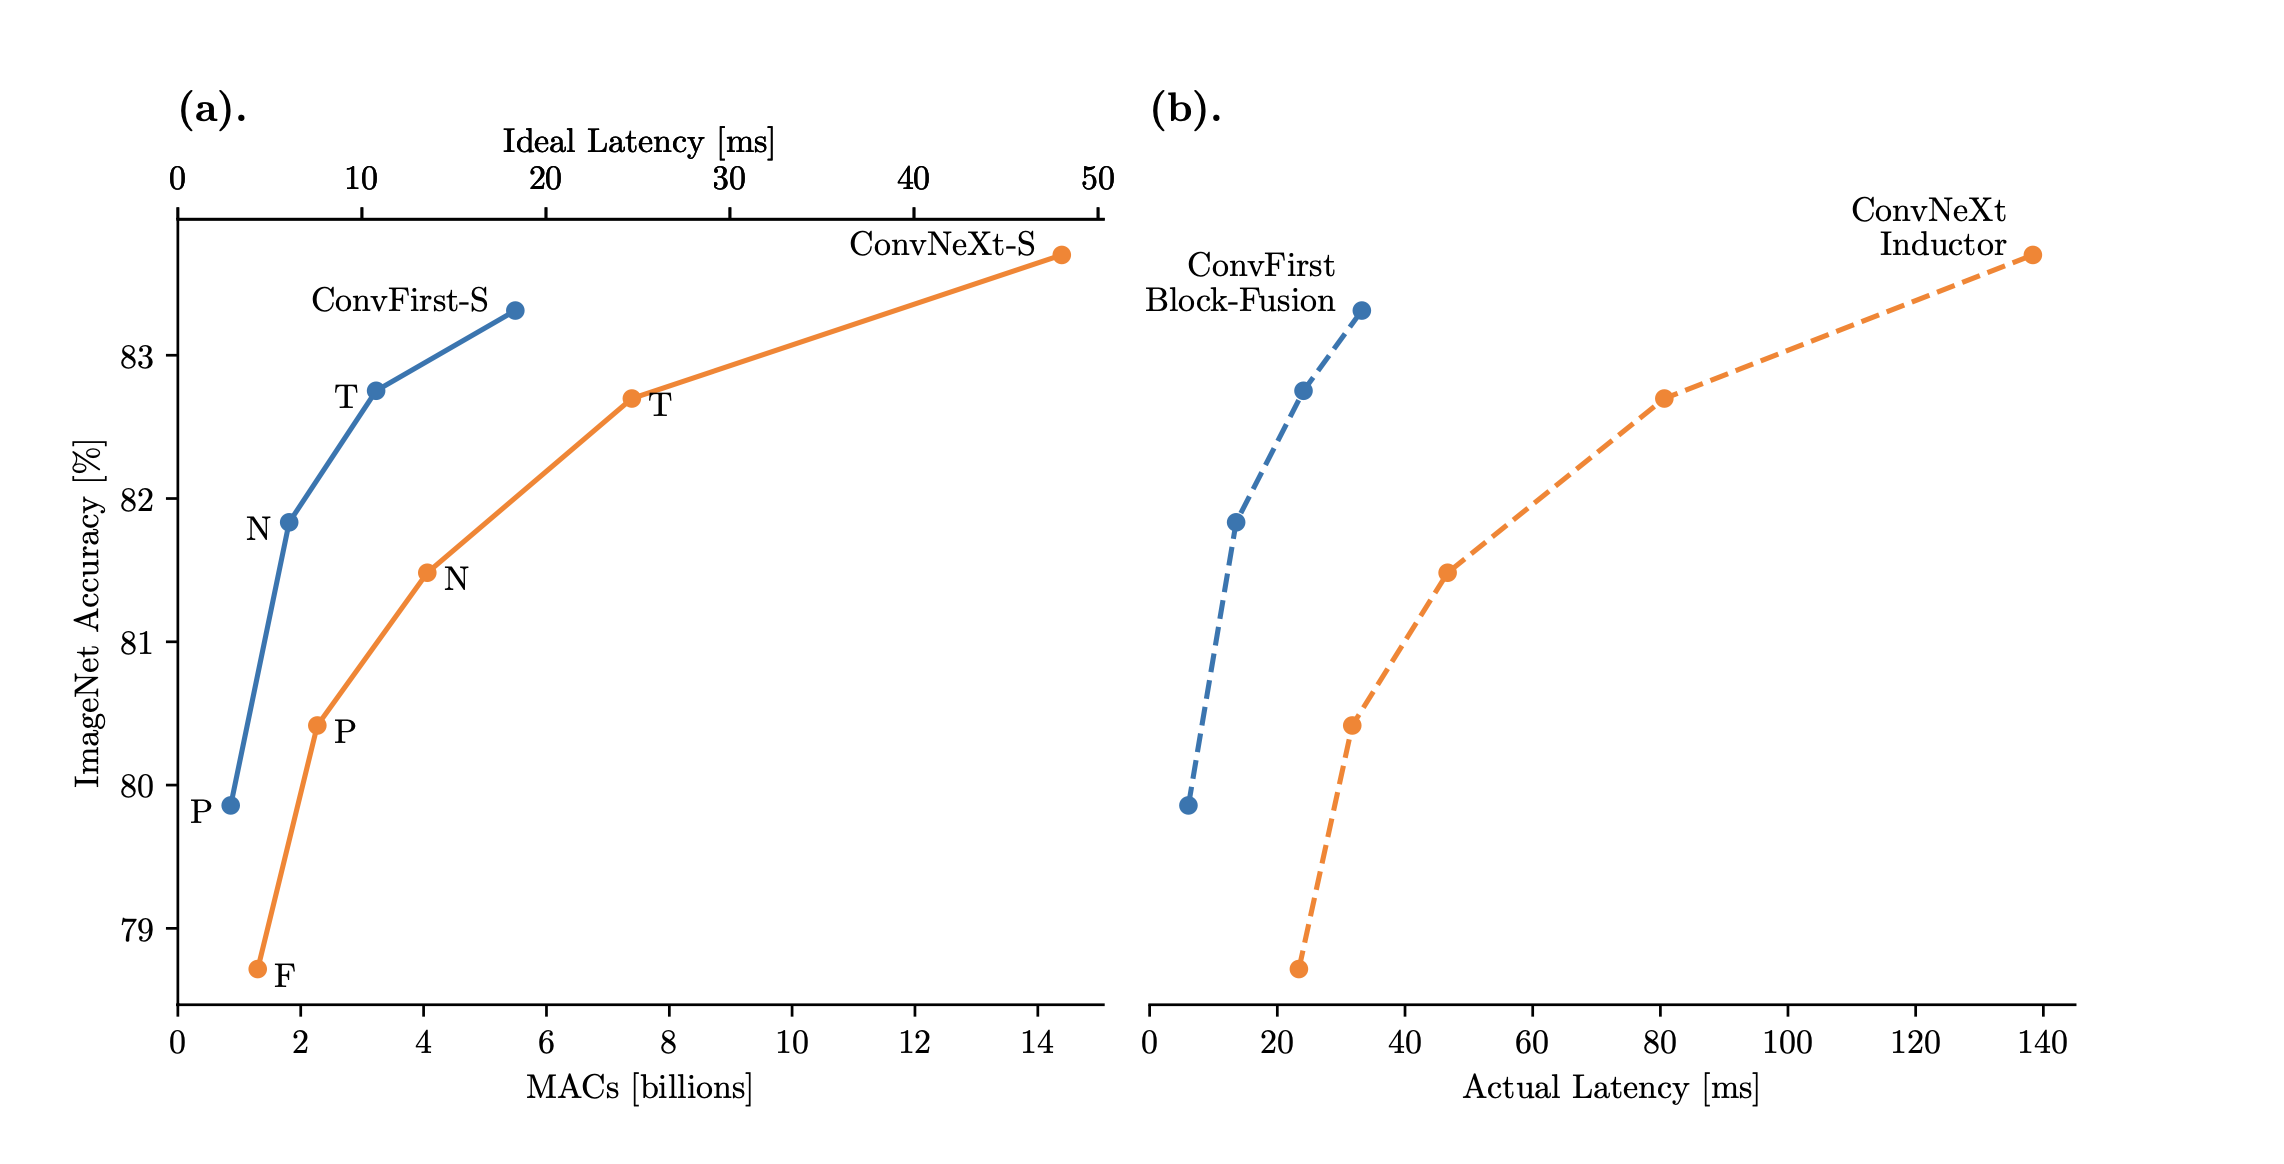 (a).
Ideal Latency [ms]
0 10 20 30 40 50
ConvNeXt-S
ConvFirst-S
83
T
T
82
N
N
81
P
80
P
79
F
ImageNet Accuracy [%]
0 2 4 6 8 10 12 14
MACs [billions]
(b).
ConvNeXt
Inductor
ConvFirst
Block-Fusion
0 20 40 60 80 100 120 140
Actual Latency [ms]